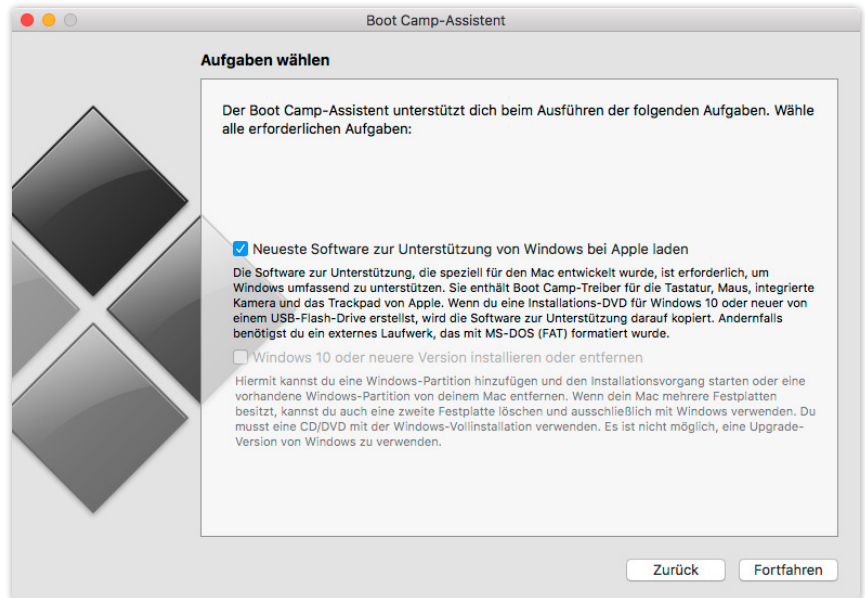 Boot Camp-Assistent
Aufgaben wählen
Der Boot Camp-Assistent unterstützt dich beim Ausführen der folgenden Aufgaben. Wähle
alle erforderlichen Aufgaben:
Neueste Software zur Unterstützung von Windows bei Apple laden
Die Software zur Unterstützung, die speziell für den Mac entwickelt wurde, ist erforderlich, um
Windows umfassend zu unterstützen. Sie enthält Boot Camp-Treiber für die Tastatur, Maus, integrierte
Kamera und das Trackpad von Apple. Wenn du eine Installations-DVD für Windows 10 oder neuer von
einem USB-Flash-Drive erstellst, wird die Software zur Unterstützung darauf kopiert. Andernfalls
benötigst du ein externes Laufwerk, das mit MS-DOS (FAT) formatiert wurde.
Windows 10 oder neuere Version installieren oder entfernen
Hiermit kannst du eine Windows-Partition hinzufügen und den Installationsvorgang starten oder eine
vorhandene Windows-Partition von deinem Mac entfernen. Wenn dein Mac mehrere Festplatten
besitzt, kannst du auch eine zweite Festplatte löschen und ausschließlich mit Windows verwenden. Du
musst eine CD/DVD mit der Windows-Vollinstallation verwenden. Es ist nicht möglich, eine Upgrade-
Version von Windows zu verwenden.
Zurück
Fortfahren